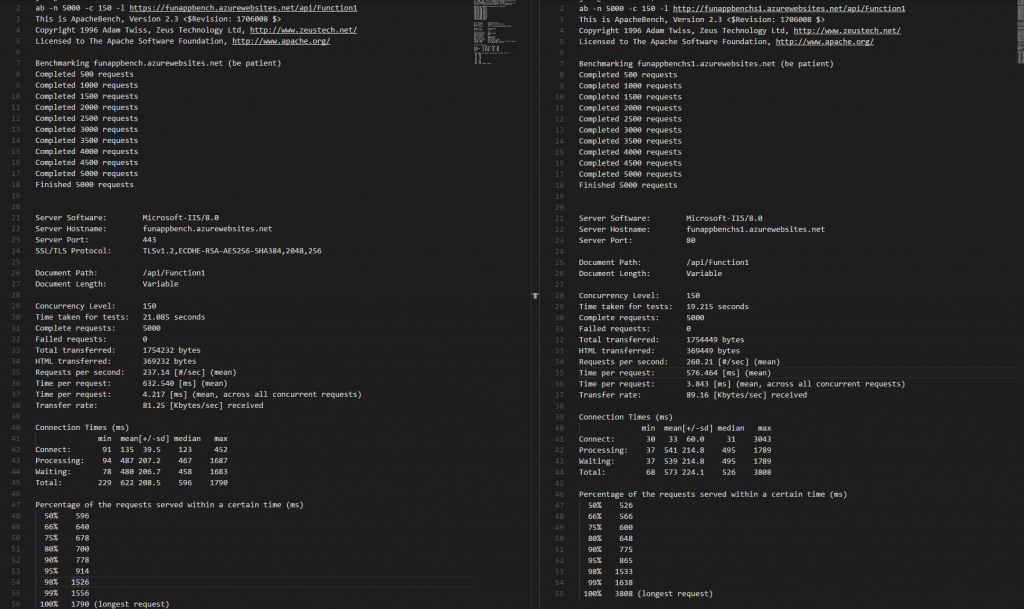 2 ab -n 5000 -c 150 -l https://funappbench.azurewebsites.net/api/Function1
3 This is ApacheBench, Version 2.3 <$Revision: 1706008 $>
4 Copyright 1996 Adam Twiss, Zeus Technology Ltd, http://www.zeustech.net/
5 Licensed to The Apache Software Foundation, http://www.apache.org/
6
7 Benchmarking funappbench.azurewebsites.net (be patient)
8 Completed 500 requests
9 Completed 1000 requests
10 Completed 1500 requests
11 Completed 2000 requests
12 Completed 2500 requests
13 Completed 3000 requests
14 Completed 3500 requests
15 Completed 4000 requests
16 Completed 4500 requests
17 Completed 5000 requests
18 Finished 5000 requests
19
20
21 Server Software: Microsoft-IIS/8.0
22 Server Hostname: funappbench.azurewebsites.net
23 Server Port: 443
24 SSL/TLS Protocol: TLSv1.2,ECDHE-RSA-AES256-SHA384,2048,256
25
26 Document Path: /api/Function1
27 Document Length: Variable
28
29 Concurrency Level: 150
30 Time taken for tests: 21.085 seconds
31 Complete requests: 5000
32 Failed requests: 0
33 Total transferred: 1754232 bytes
34 HTML transferred: 369232 bytes
35 Requests per second: 237.14 [#/sec] (mean)
36 Time per request: 632.540 [ms] (mean)
37 Time per request: 4.217 [ms] (mean, across all concurrent requests)
38 Transfer rate: 81.25 [Kbytes/sec] received
39
40 Connection Times (ms)
41 min mean[+/-sd] median max
42 Connect: 91 135 39.5 123 452
43 Processing: 94 487 207.2 467 1687
44 Waiting: 78 480 206.7 458 1683
45 Total: 229 622 208.5 596 1790
46
47 Percentage of the requests served within a certain time (ms)
48 50% 596
49 66% 640
50 75% 678
51 80% 700
52 90% 778
53 95% 914
54 98% 1526
55 99% 1556
56 100% 1790 (longest request)
2 ab -n 5000 -c 150 -l http://funappbenchs1.azurewebsites.net/api/Function1
3 This is ApacheBench, Version 2.3 <$Revision: 1706008 $>
4 Copyright 1996 Adam Twiss, Zeus Technology Ltd, http://www.zeustech.net/
5 Licensed to The Apache Software Foundation, http://www.apache.org/
6
7 Benchmarking funappbenchs1.azurewebsites.net (be patient)
8 Completed 500 requests
9 Completed 1000 requests
10 Completed 1500 requests
11 Completed 2000 requests
12 Completed 2500 requests
13 Completed 3000 requests
14 Completed 3500 requests
15 Completed 4000 requests
16 Completed 4500 requests
17 Completed 5000 requests
18 Finished 5000 requests
19
20
21 Server Software: Microsoft-IIS/8.0
22 Server Hostname: funappbenchs1.azurewebsites.net
23 Server Port: 80
24
25 Document Path: /api/Function1
26 Document Length: Variable
27
28 Concurrency Level: 150
29 Time taken for tests: 19.215 seconds
30 Complete requests: 5000
31 Failed requests: 0
32 Total transferred: 1754449 bytes
33 HTML transferred: 369449 bytes
34 Requests per second: 260.21 [#/sec] (mean)
35 Time per request: 576.464 [ms] (mean)
36 Time per request: 3.843 [ms] (mean, across all concurrent requests)
37 Transfer rate: 89.16 [Kbytes/sec] received
38
39 Connection Times (ms)
40 min mean[+/-sd] median max
41 Connect: 30 33 60.0 31 3043
42 Processing: 37 541 214.8 495 1789
43 Waiting: 37 539 214.8 495 1789
44 Total: 68 573 224.1 526 3808
45
46 Percentage of the requests served within a certain time (ms)
47 50% 526
48 66% 566
49 75% 600
50 80% 648
51 90% 775
52 95% 865
53 98% 1533
54 99% 1638
55 100% 3808 (longest request)